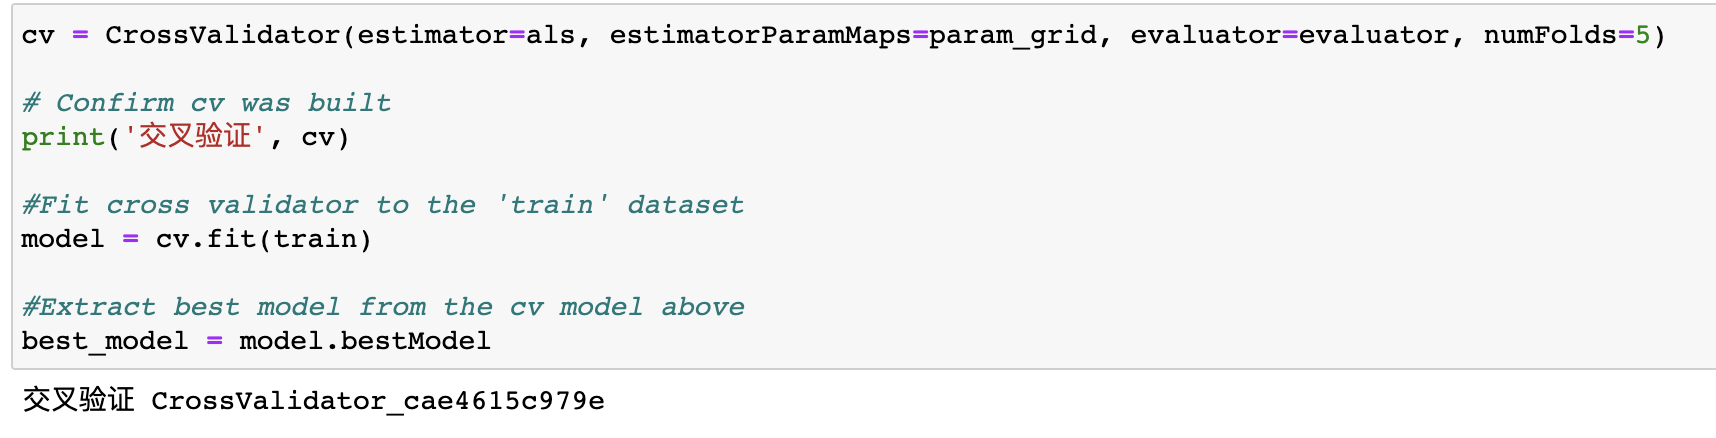 cv = CrossValidator(estimator=als, estimatorParamMaps=param_grid, evaluator=evaluator, numFolds=5)
# Confirm cv was built
print('交叉验证', cv)
#Fit cross validator to the 'train' dataset
model = cv.fit(train)
#Extract best model from the cv model above
best_model = model.bestModel
交叉验证 CrossValidator_cae4615c979e